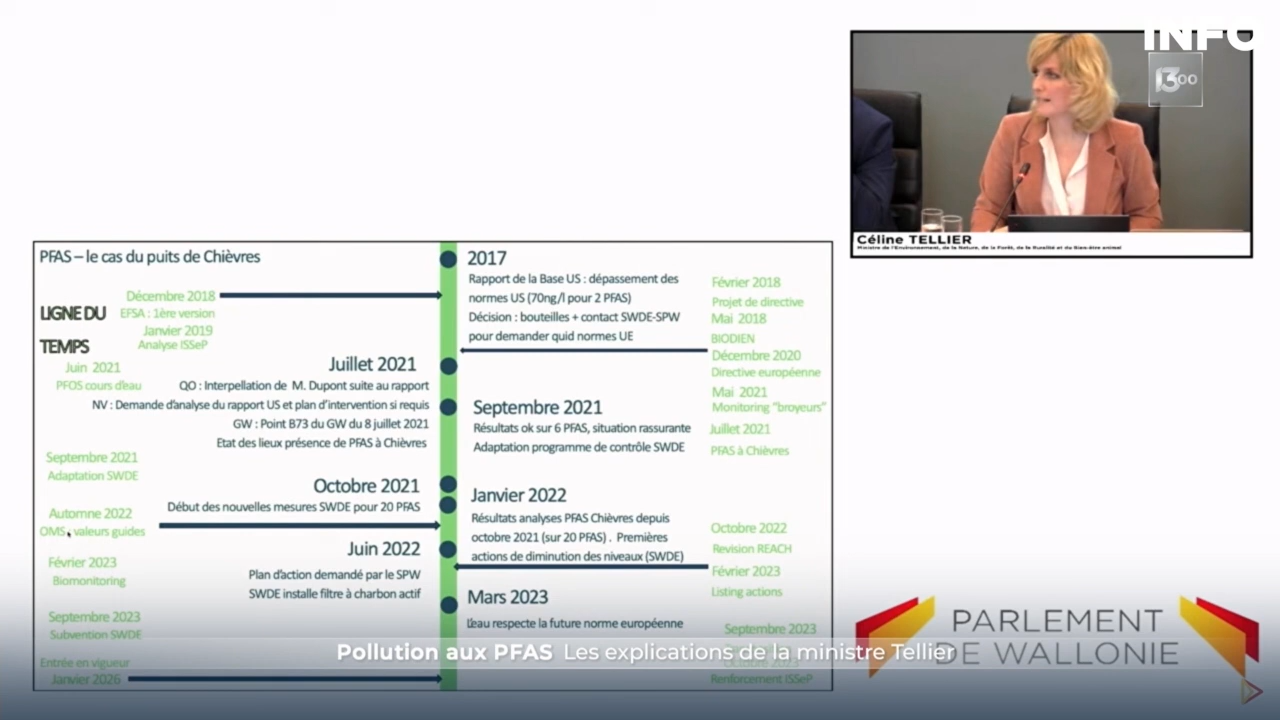 INFO
1300
Céline TELLIER
Ministre de l'Environnement, de la Nature, de la Forêt, de la Ruralité et du Bien-être animal
PFAS – le cas du puits de Chièvres
LIGNE DU
TEMPS
Décembre 2018
EFSA : 1ère version
Janvier 2019
Analyse ISSeP
Juin 2021
PFOS cours d'eau
Septembre 2021
Adaptation SWDE
Automne 2022
OMS, valeurs guides
Février 2023
Biomonitoring
Septembre 2023
Subvention SWDE
Entrée en vigueur
Janvier 2026
Juillet 2021
QO : Interpellation de M. Dupont suite au rapport
NV : Demande d'analyse du rapport US et plan d'intervention si requis
GW : Point B73 du GW du 8 juillet 2021
Etat des lieux présence de PFAS à Chièvres
Octobre 2021
Début des nouvelles mesures SWDE pour 20 PFAS
Juin 2022
Plan d'action demandé par le SPW
SWDE installe filtre à charbon actif
2017
Rapport de la Base US : dépassement des
normes US (70ng/l pour 2 PFAS)
Décision : bouteilles + contact SWDE-SPW
pour demander quid normes UE
Septembre 2021
Résultats ok sur 6 PFAS, situation rassurante
Adaptation programme de contrôle SWDE
Janvier 2022
Résultats analyses PFAS Chièvres depuis
octobre 2021 (sur 20 PFAS) . Premières
actions de diminution des niveaux (SWDE)
Mars 2023
L'eau respecte la future norme européenne
Février 2018
Projet de directive
Mai 2018
BIODIEN
Décembre 2020
Directive européenne
Mai 2021
Monitoring "broyeurs"
Juillet 2021
PFAS à Chièvres
Octobre 2022
Revision REACH
Février 2023
Listing actions
Septembre 2023
Renforcement ISSeP
PARLEMENT
DE WALLONIE
Pollution aux PFAS Les explications de la ministre Tellier